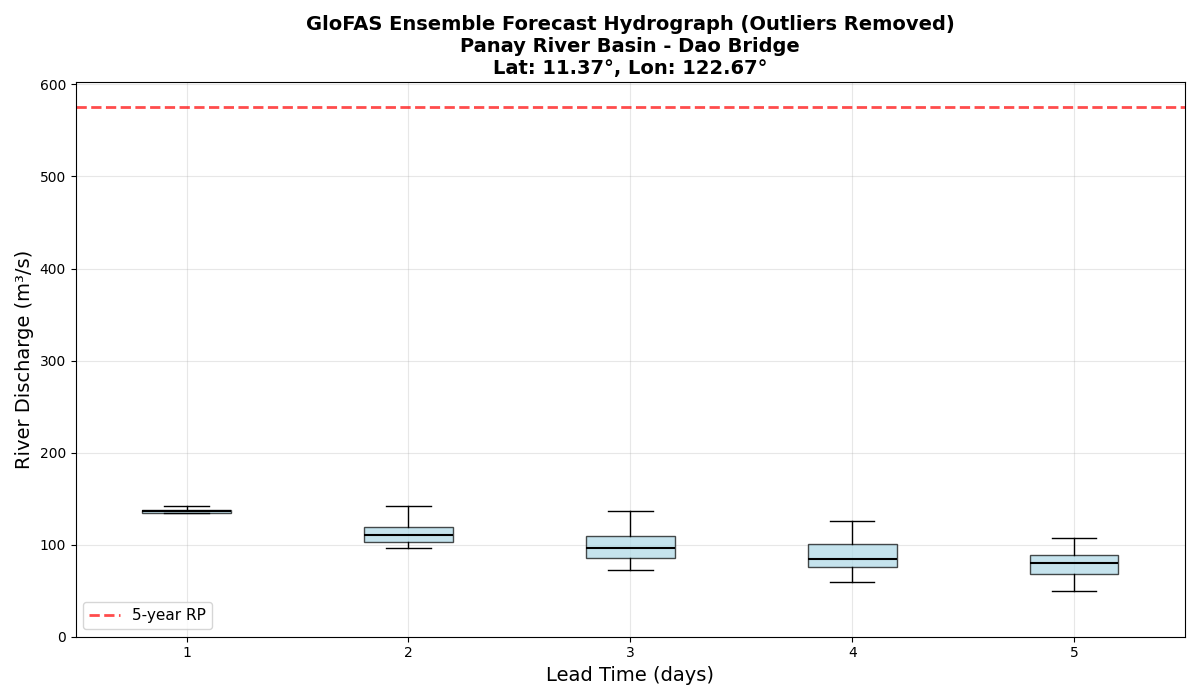 GloFAS Ensemble Forecast Hydrograph (Outliers Removed)
Panay River Basin - Dao Bridge
Lat: 11.37°, Lon: 122.67°
River Discharge (m³/s)
600
500
400
300
200
100
0
5-year RP
1 2 3 4 5
Lead Time (days)